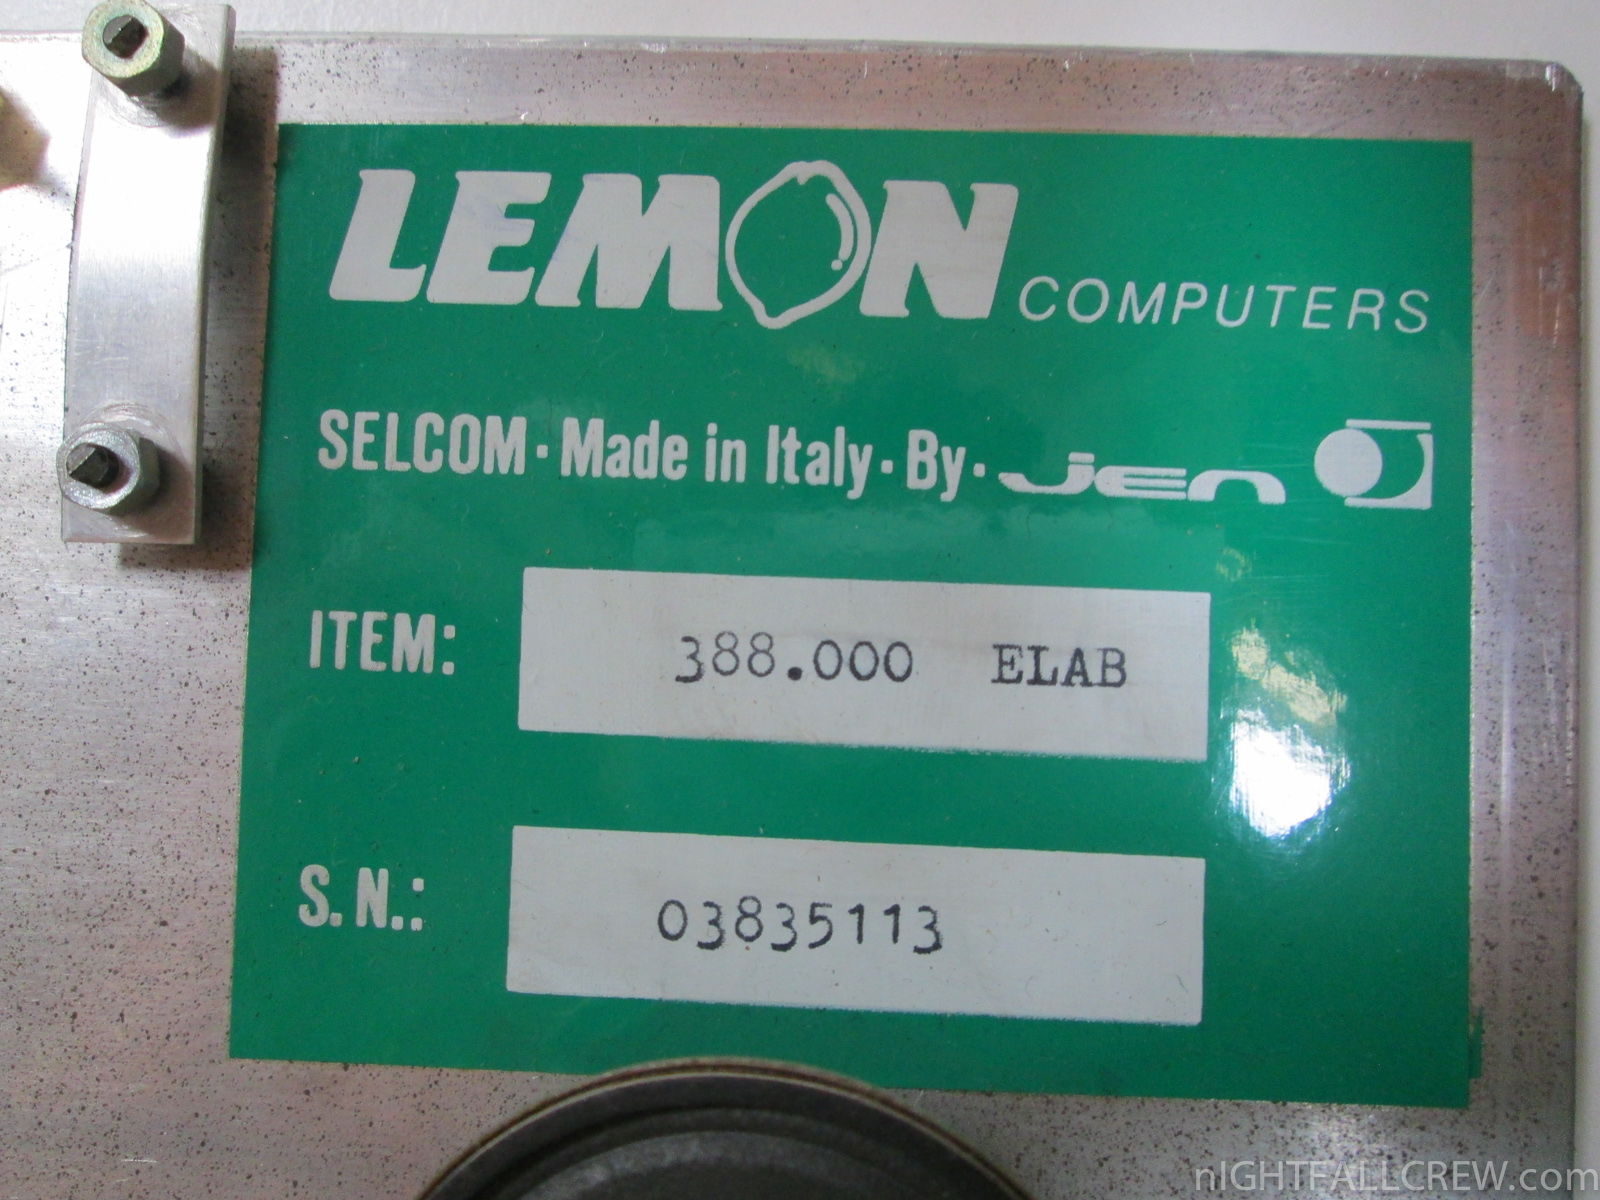 LEMON COMPUTERS
SELCOM · Made in Italy · By · jen
ITEM: 388.000 ELAB
S.N.: 03835113
nIGHTFALLCREW.com